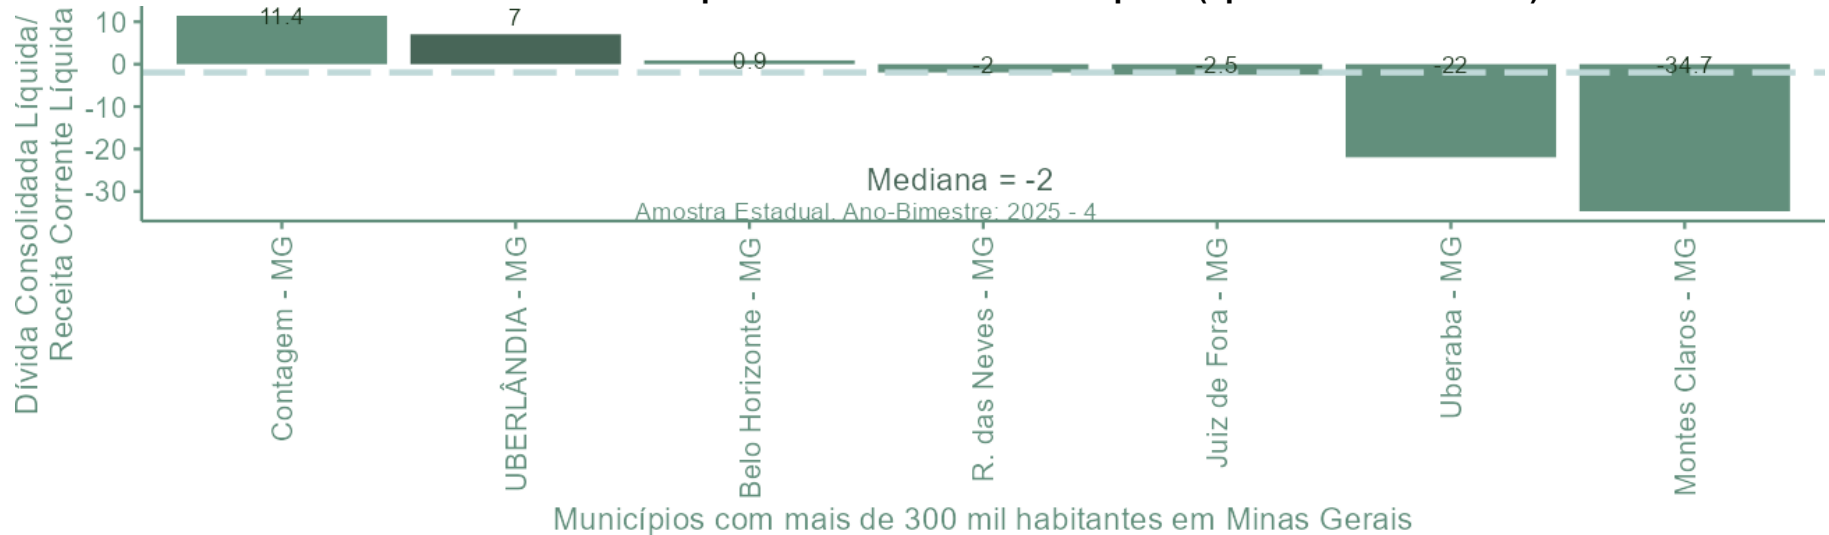 Dívida Consolidada Líquida/
Receita Corrente Líquida
10
0
-10
-20
-30
11.4
7
0.9
-2
-2.5
-22
-34.7
Mediana = -2
Amostra Estadual. Ano-Bimestre: 2025 - 4
Contagem - MG
UBERLÂNDIA - MG
Belo Horizonte - MG
R. das Neves - MG
Juiz de Fora - MG
Uberaba - MG
Montes Claros - MG
Municípios com mais de 300 mil habitantes em Minas Gerais